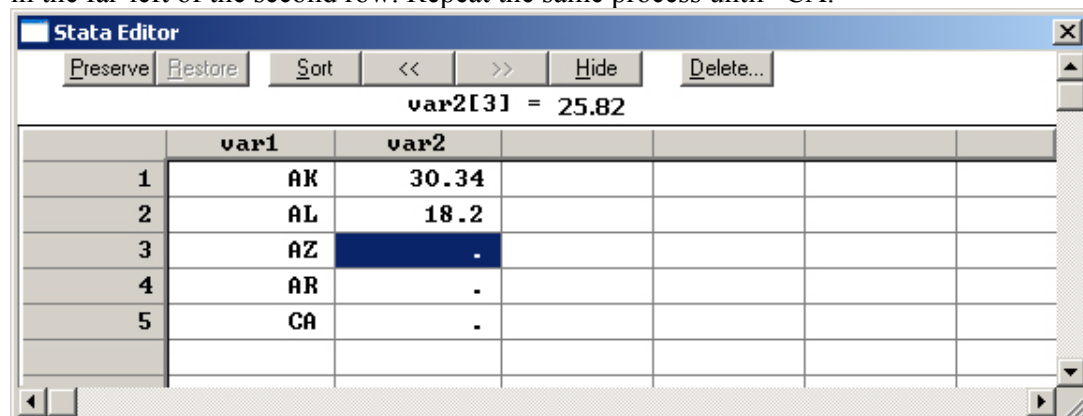 in the far left of the second row. Repeat the same process until "CA."
Stata Editor
Preserve Restore Sort << >> Hide Delete...
var2[3] = 25.82
var1 var2
1 AK 30.34
2 AL 18.2
3 AZ .
4 AR .
5 CA .